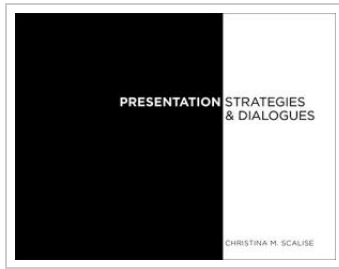 PRESENTATION STRATEGIES
& DIALOGUES
CHRISTINA M. SCALISE